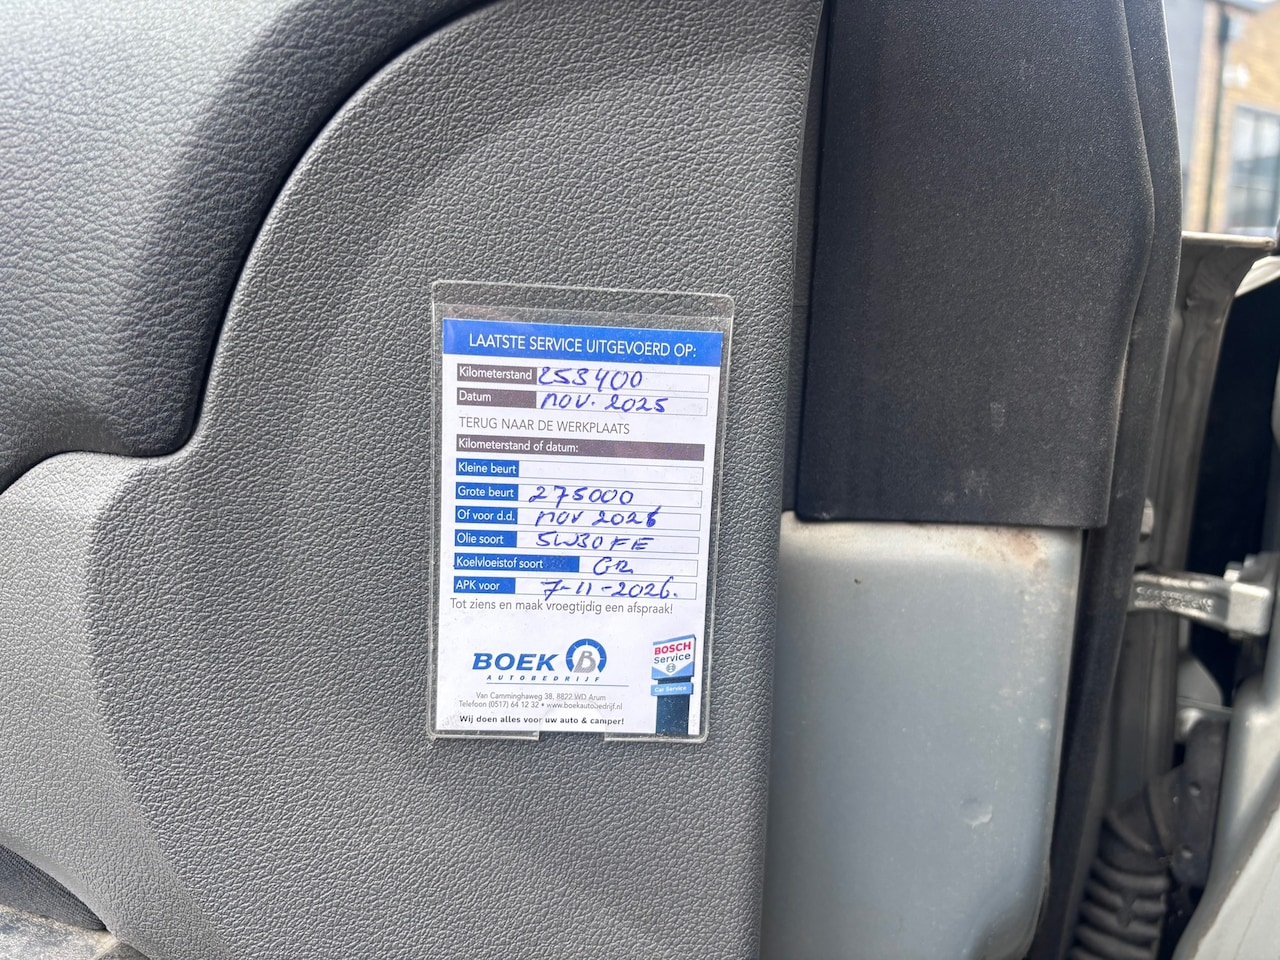 LAATSTE SERVICE UITGEVOERD OP:
Kilometerstand 253400
Datum nov. 2025
TERUG NAAR DE WERKPLAATS
Kilometerstand of datum:
Kleine beurt
Grote beurt 275000
Of voor d.d. nov 2026
Olie soort 5W30 FE
Koelvloeistof soort GR
APK voor 7-11-2026.
Tot ziens en maak vroegtijdig een afspraak!
BOEK B
AUTOBEDRIJF
BOSCH
Service
Car Service
Van Camminghaweg 38, 8822 WD Arum
Telefoon (0517) 64 12 32 • www.boekautobedrijf.nl
Wij doen alles voor uw auto & camper!